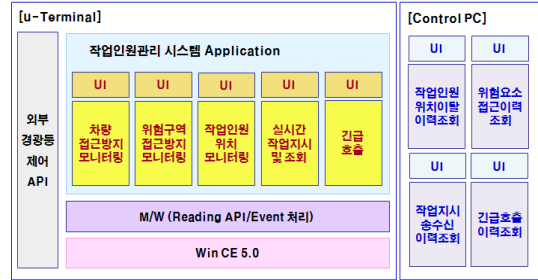 [u-Terminal]
외부
경광등
제어
API
작업인원관리 시스템 Application
UI
차량
접근방지
모니터링
UI
위험구역
접근방지
모니터링
UI
작업인원
위치
모니터링
UI
실시간
작업지시
및 조회
UI
긴급
호출
M/W (Reading API/Event 처리)
Win CE 5.0
[Control PC]
UI
작업인원
위치이탈
이력조회
UI
위험요소
접근이력
조회
UI
작업지시
송수신
이력조회
UI
긴급호출
이력조회